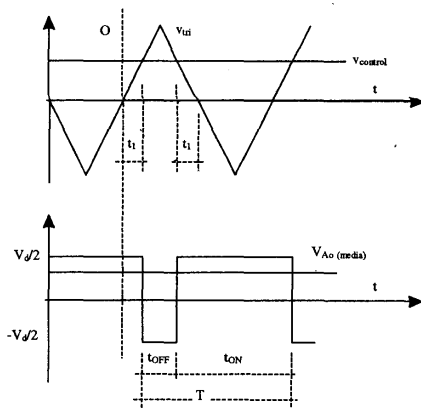 O
v_tri
v_control
t
t_1
t_1
V_d/2
V_Ao (media)
t
-V_d/2
t_OFF
t_ON
T